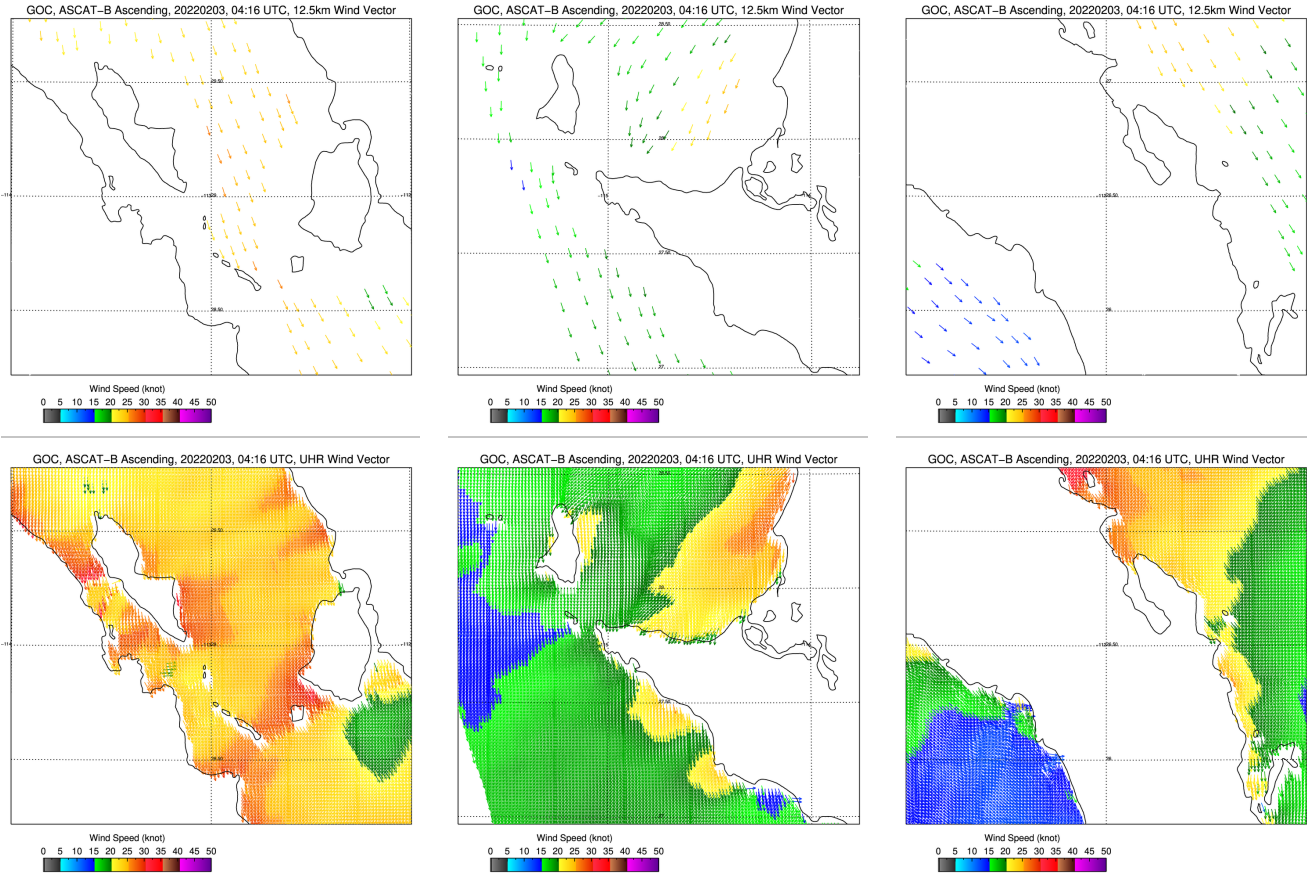 GOC, ASCAT−B Ascending, 20220203, 04:16 UTC, 12.5km Wind Vector
GOC, ASCAT−B Ascending, 20220203, 04:16 UTC, 12.5km Wind Vector
GOC, ASCAT−B Ascending, 20220203, 04:16 UTC, 12.5km Wind Vector
28.50
27.50
27
27
26
Wind Speed (knot)
0 5 10 15 20 25 30 35 40 45 50
Wind Speed (knot)
0 5 10 15 20 25 30 35 40 45 50
Wind Speed (knot)
0 5 10 15 20 25 30 35 40 45 50
GOC, ASCAT−B Ascending, 20220203, 04:16 UTC, UHR Wind Vector
GOC, ASCAT−B Ascending, 20220203, 04:16 UTC, UHR Wind Vector
GOC, ASCAT−B Ascending, 20220203, 04:16 UTC, UHR Wind Vector
Wind Speed (knot)
0 5 10 15 20 25 30 35 40 45 50
Wind Speed (knot)
0 5 10 15 20 25 30 35 40 45 50
Wind Speed (knot)
0 5 10 15 20 25 30 35 40 45 50